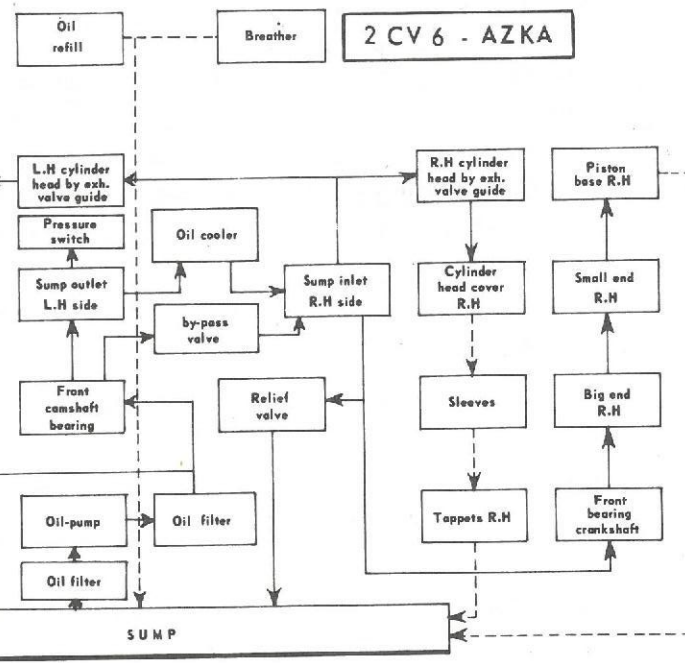 Oil
refill
Breather
2 CV 6 - AZKA
L.H cylinder
head by exh.
valve guide
R.H cylinder
head by exh.
valve guide
Piston
base R.H
Pressure
switch
Oil cooler
Sump outlet
L.H side
Sump inlet
R.H side
Cylinder
head cover
R.H
Small end
R.H
by-pass
valve
Front
camshaft
bearing
Relief
valve
Sleeves
Big end
R.H
Oil-pump
Oil filter
Tappets R.H
Front
bearing
crankshaft
Oil filter
SUMP